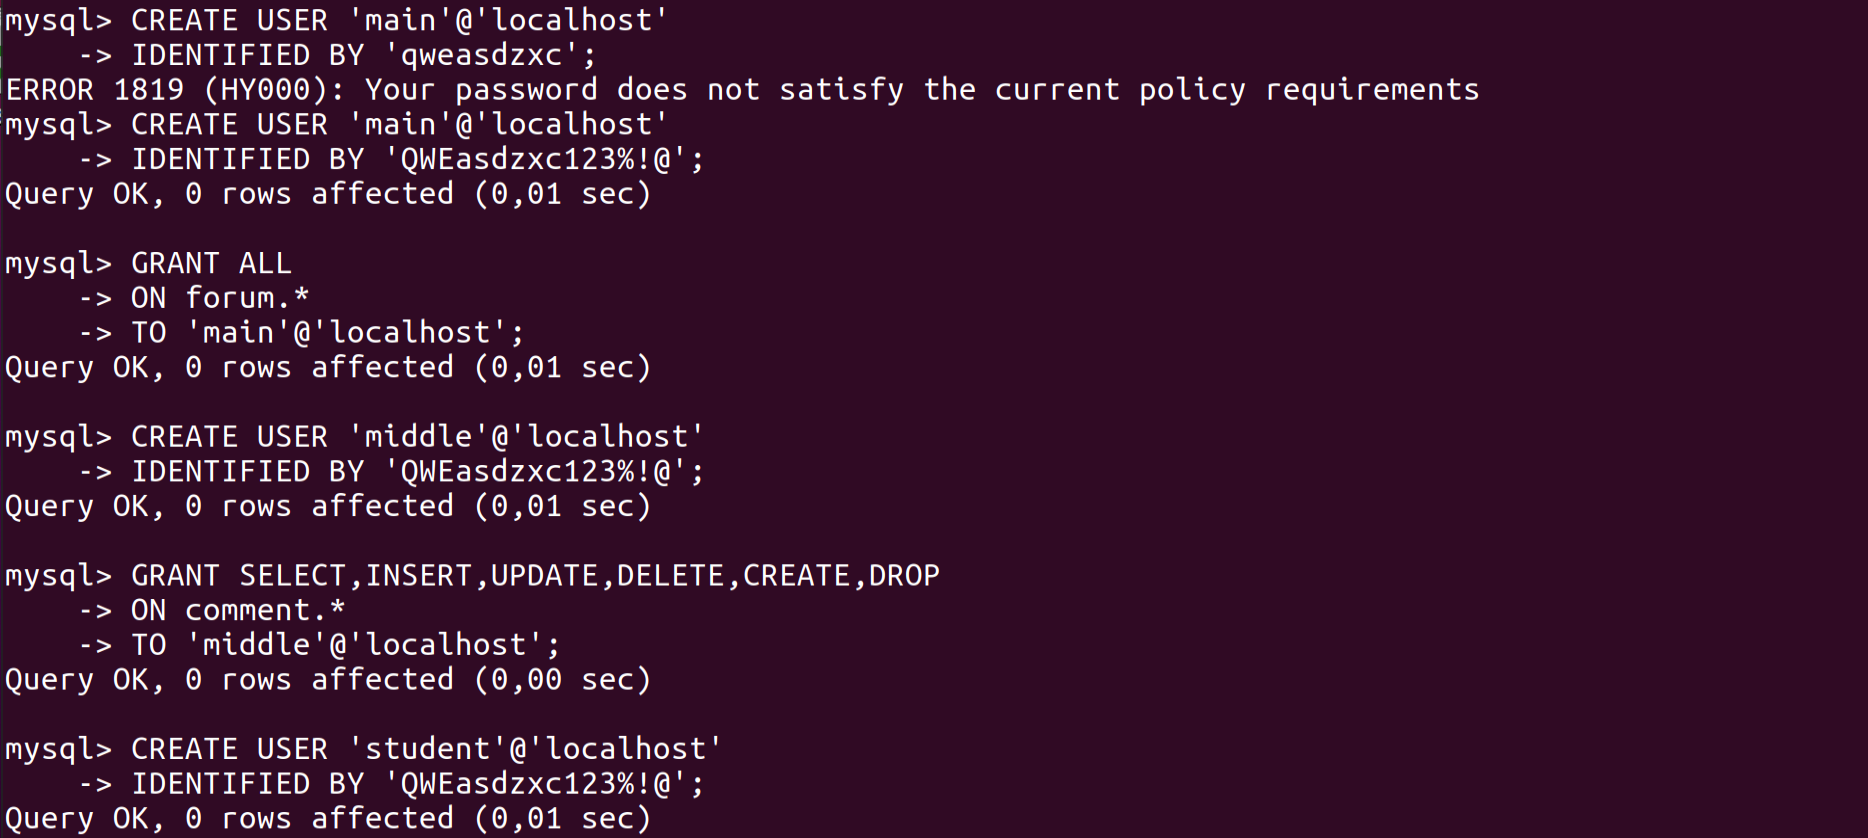 mysql> CREATE USER 'main'@'localhost'
    -> IDENTIFIED BY 'qweasdzxc';
ERROR 1819 (HY000): Your password does not satisfy the current policy requirements
mysql> CREATE USER 'main'@'localhost'
    -> IDENTIFIED BY 'QWEasdzxc123%!@';
Query OK, 0 rows affected (0,01 sec)

mysql> GRANT ALL
    -> ON forum.*
    -> TO 'main'@'localhost';
Query OK, 0 rows affected (0,01 sec)

mysql> CREATE USER 'middle'@'localhost'
    -> IDENTIFIED BY 'QWEasdzxc123%!@';
Query OK, 0 rows affected (0,01 sec)

mysql> GRANT SELECT,INSERT,UPDATE,DELETE,CREATE,DROP
    -> ON comment.*
    -> TO 'middle'@'localhost';
Query OK, 0 rows affected (0,00 sec)

mysql> CREATE USER 'student'@'localhost'
    -> IDENTIFIED BY 'QWEasdzxc123%!@';
Query OK, 0 rows affected (0,01 sec)